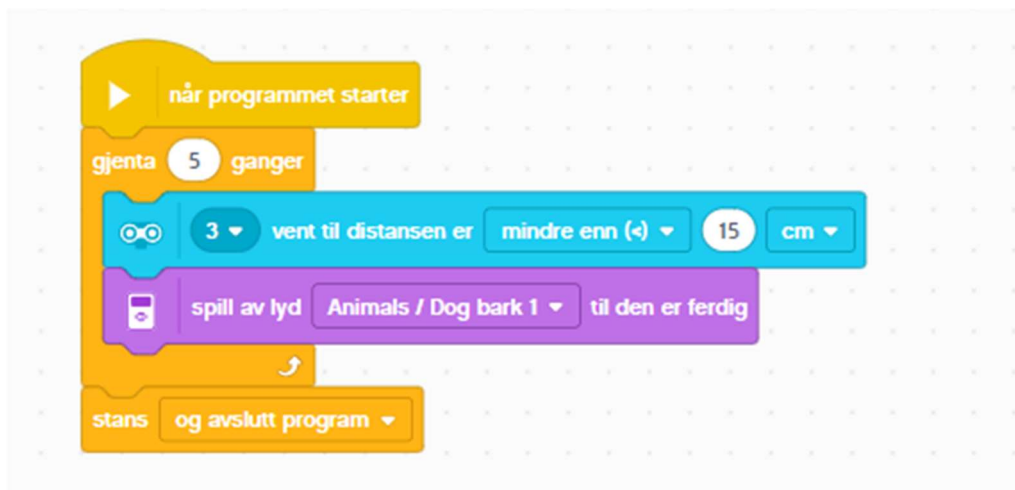 når programmet starter
gjenta 5 ganger
3 vent til distansen er mindre enn (<) 15 cm
spill av lyd Animals / Dog bark 1 til den er ferdig
stans og avslutt program